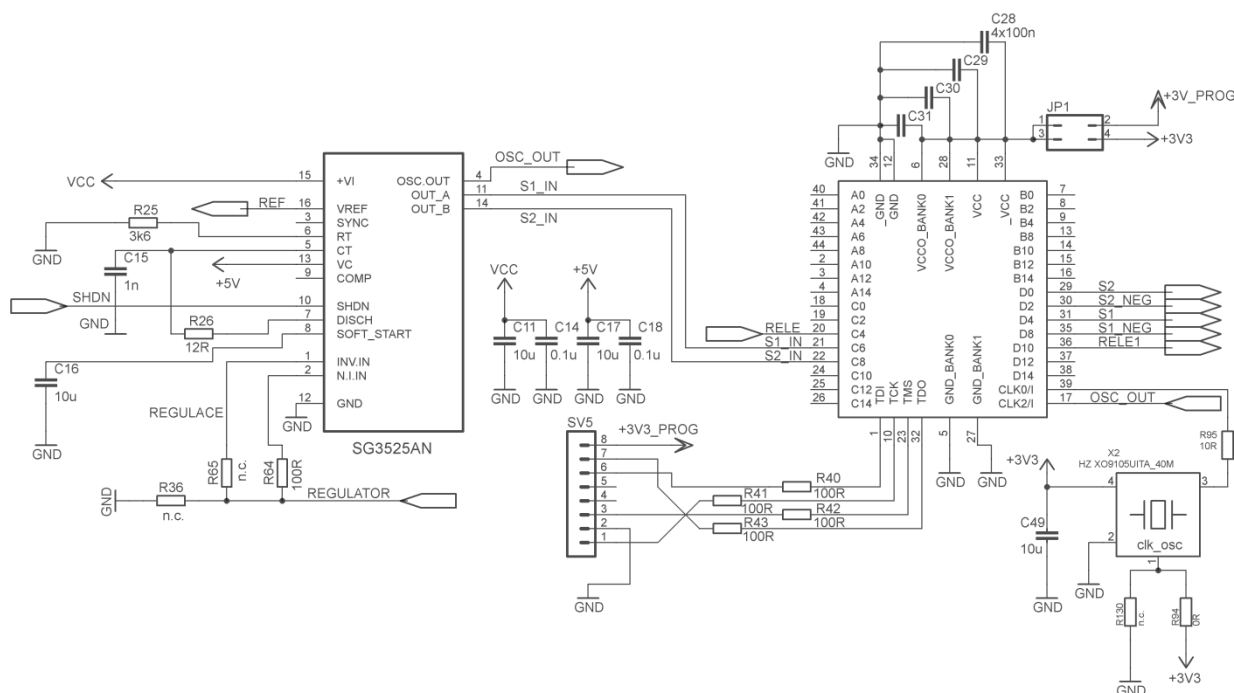 C28
4x100n
C29
C30
C31
JP1
+3V_PROG
1 2
3 4
+3V3
GND
34 12 6 28 11 33
_GND
GND
VCCO_BANK0
VCCO_BANK1
VCC
_VCC
VCC
15 +VI
REF
16 VREF
3 SYNC
R25
3k6
6 RT
5 CT
13 VC
9 COMP
GND
C15
1n
+5V
SHDN
10 SHDN
GND
R26
12R
7 DISCH
8 SOFT_START
C16
10u
1 INV.IN
2 N.I.IN
REGULACE
12 GND
GND
GND
SG3525AN
OSC.OUT 4
OUT_A 11
OUT_B 14
OSC_OUT
S1_IN
S2_IN
R65
n.c.
R64
100R
GND
R36
n.c.
REGULATOR
VCC
+5V
C11
10u
C14
0.1u
C17
10u
C18
0.1u
GND
GND
GND
GND
RELE
S1_IN
S2_IN
40 A0
41 A2
42 A4
43 A6
44 A8
2 A10
3 A12
4 A14
18 C0
19 C2
20 C4
21 C6
22 C8
24 C10
25 C12
26 C14
B0 7
B2 8
B4 9
B8 13
B10 14
B12 15
B14 16
D0 29
D2 30
D4 31
D8 35
D10 36
D12 37
D14 38
CLK0/I 39
CLK2/I 17
S2
S2_NEG
S1
S1_NEG
RELE1
OSC_OUT
TDI
TCK
TMS
TDO
GND_BANK0
GND_BANK1
1 10 23 32 5 27
GND
GND
SV5
+3V3_PROG
8
7
6
5
4
3
2
1
R40
100R
R41
100R
R42
100R
R43
100R
GND
R95
10R
X2
HZ XO9105UITA_40M
+3V3
4
3
2
1
clk_osc
C49
10u
GND
GND
R130
n.c.
R94
0R
GND
+3V3